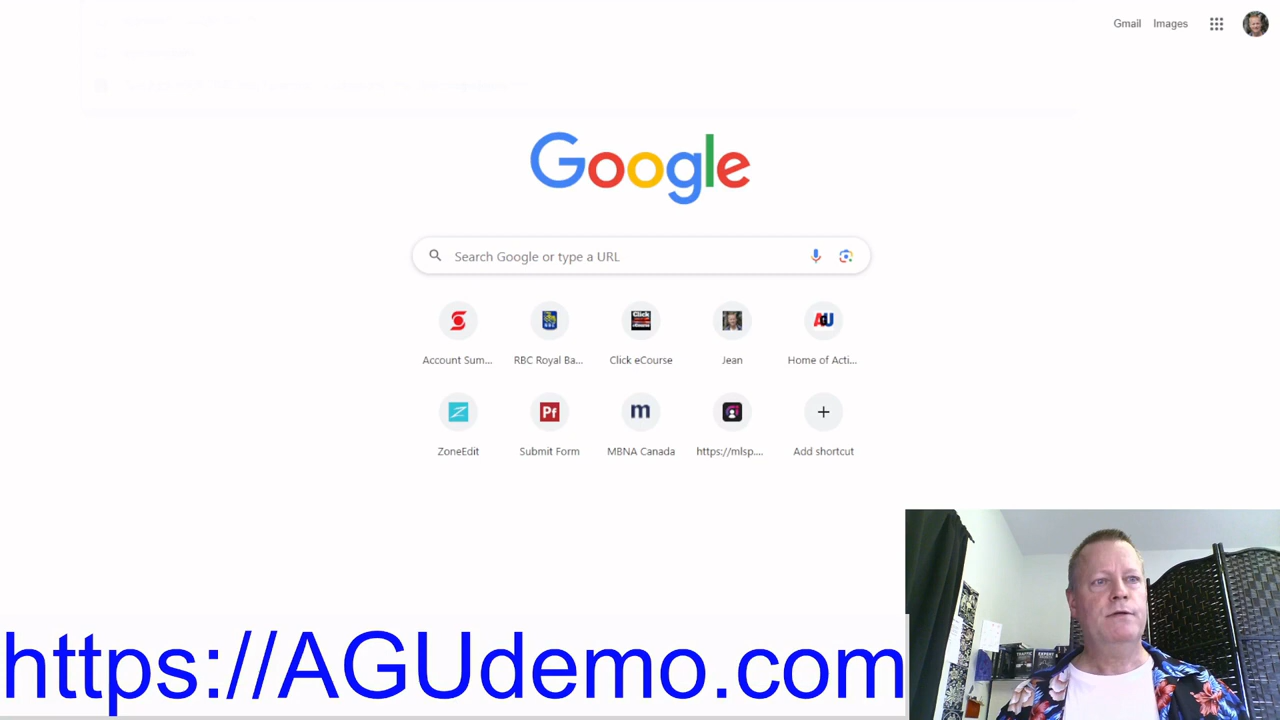 Gmail Images
Google
Search Google or type a URL
Account Sum... RBC Royal Ba... Click eCourse Jean Home of Acti...
ZoneEdit Submit Form MBNA Canada https://mlsp.... Add shortcut
https://AGUdemo.com